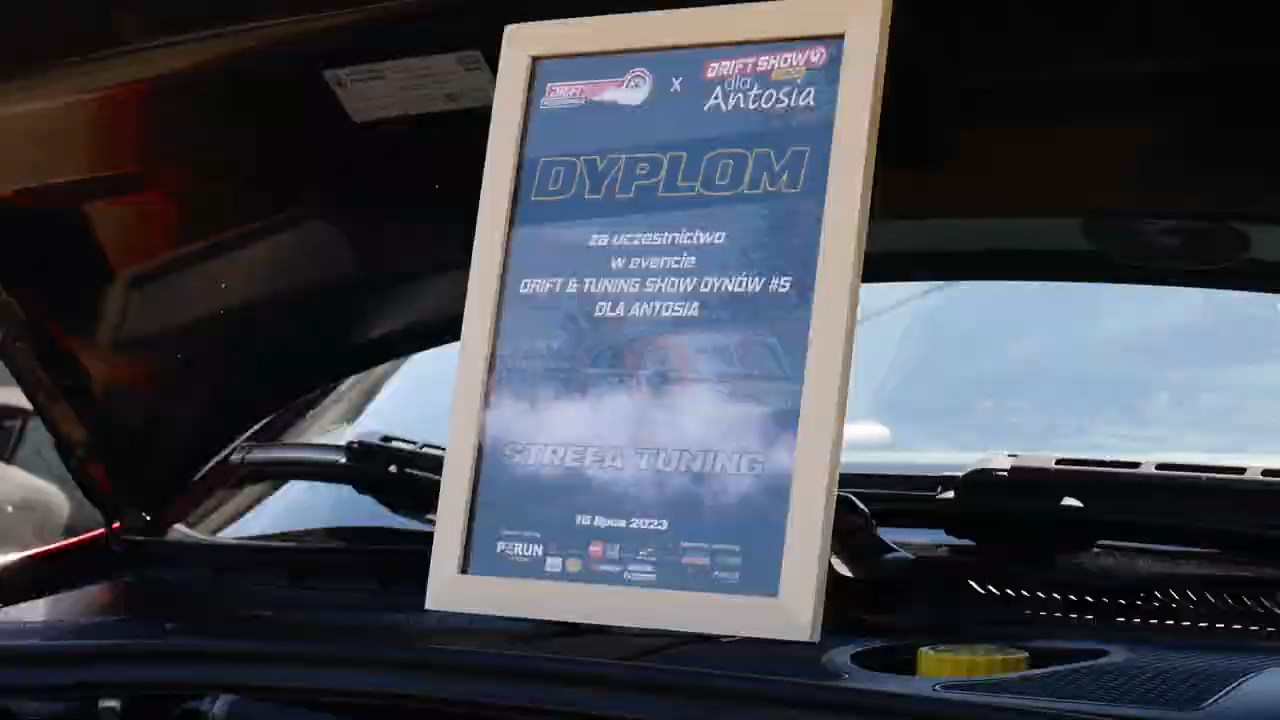 DRIFT
x
DRIFT SHOW
dla
Antosia
DYPLOM
za uczestnictwo
w evencie
DRIFT & TUNING SHOW DYNÓW #5
DLA ANTOSIA
STREFA TUNING
16 lipca 2023
PERUN